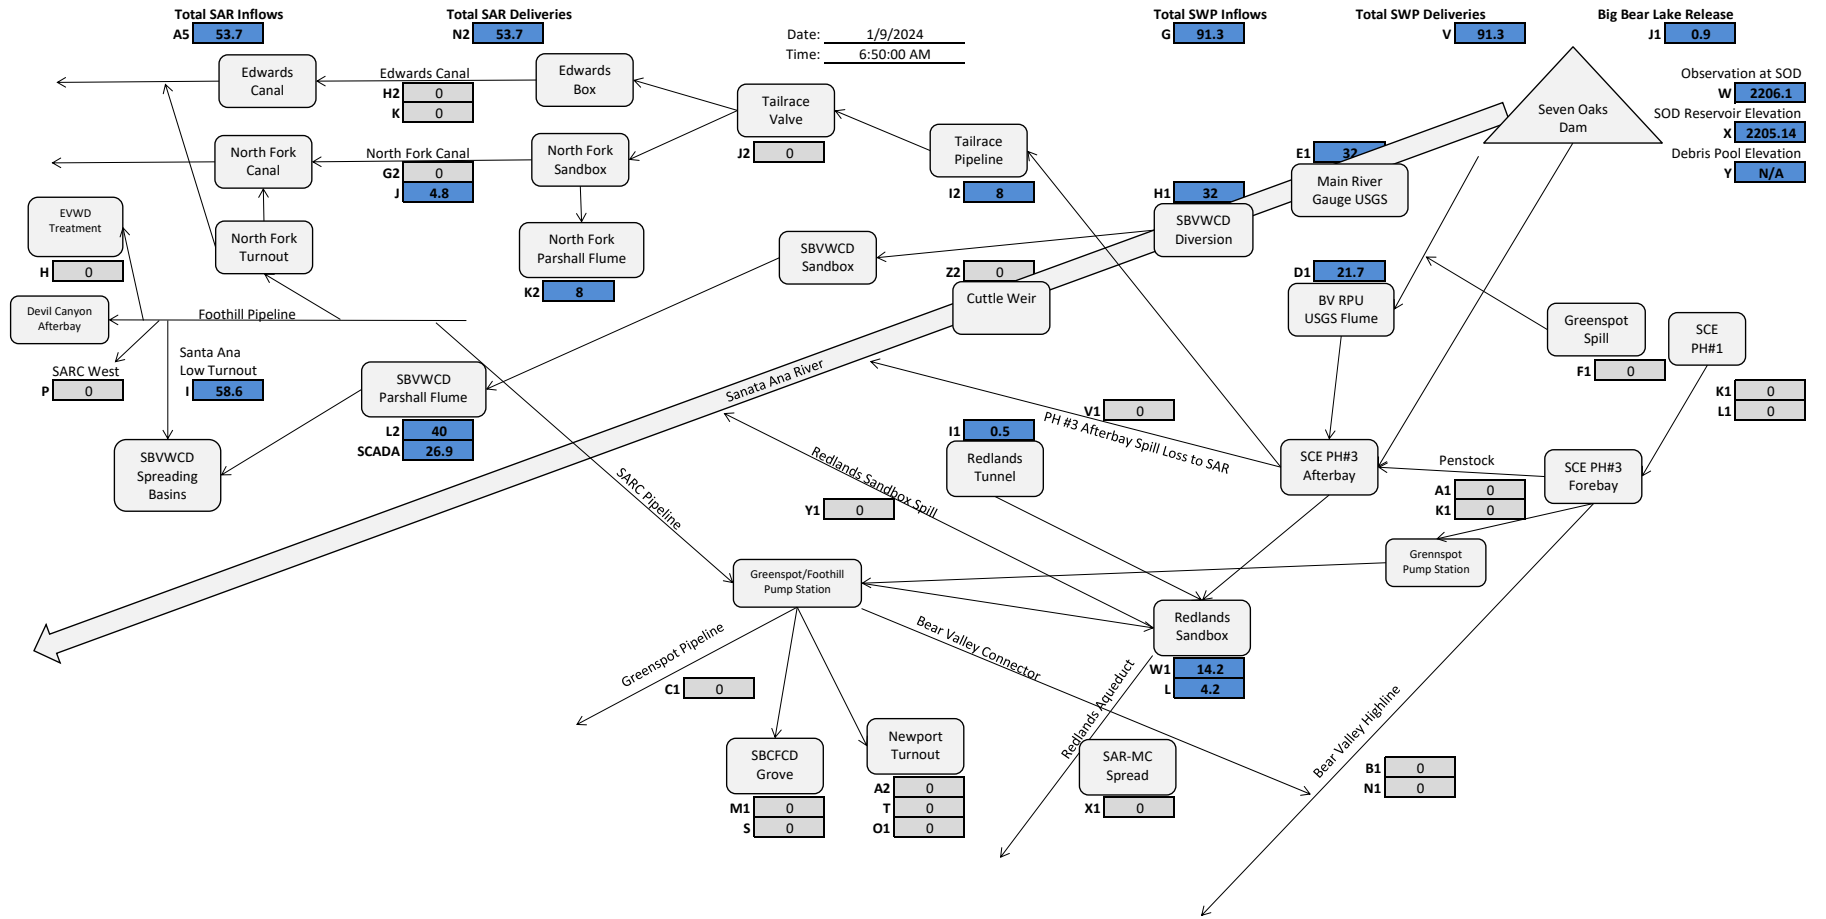 Total SAR Inflows
A5 53.7
Total SAR Deliveries
N2 53.7
Date: 1/9/2024
Time: 6:50:00 AM
Total SWP Inflows
G 91.3
Total SWP Deliveries
V 91.3
Big Bear Lake Release
J1 0.9
Observation at SOD
W 2206.1
SOD Reservoir Elevation
X 2205.14
Debris Pool Elevation
Y N/A
Seven Oaks
Dam
Edwards
Canal
Edwards Canal
H2 0
K 0
Edwards
Box
Tailrace
Valve
J2 0
Tailrace
Pipeline
I2 8
E1 32
Main River
Gauge USGS
H1 32
SBVWCD
Diversion
North Fork
Canal
North Fork Canal
G2 0
J 4.8
North Fork
Sandbox
EVWD
Treatment
H 0
North Fork
Turnout
North Fork
Parshall Flume
K2 8
SBVWCD
Sandbox
Z2 0
Cuttle Weir
D1 21.7
BV RPU
USGS Flume
Greenspot
Spill
F1 0
SCE
PH#1
K1 0
L1 0
Devil Canyon
Afterbay
Foothill Pipeline
SARC West
P 0
Santa Ana
Low Turnout
I 58.6
SBVWCD
Parshall Flume
L2 40
SCADA 26.9
SBVWCD
Spreading
Basins
Sanata Ana River
V1 0
PH #3 Afterbay Spill Loss to SAR
I1 0.5
Redlands
Tunnel
Redlands Sandbox Spill
Y1 0
SARC Pipeline
SCE PH#3
Afterbay
Penstock
A1 0
K1 0
SCE PH#3
Forebay
Grennspot
Pump Station
Greenspot/Foothill
Pump Station
Redlands
Sandbox
W1 14.2
L 4.2
Greenspot Pipeline
C1 0
Bear Valley Connector
Redlands Aqueduct
Bear Valley Highline
SBCFCD
Grove
M1 0
S 0
Newport
Turnout
A2 0
T 0
O1 0
SAR-MC
Spread
X1 0
B1 0
N1 0